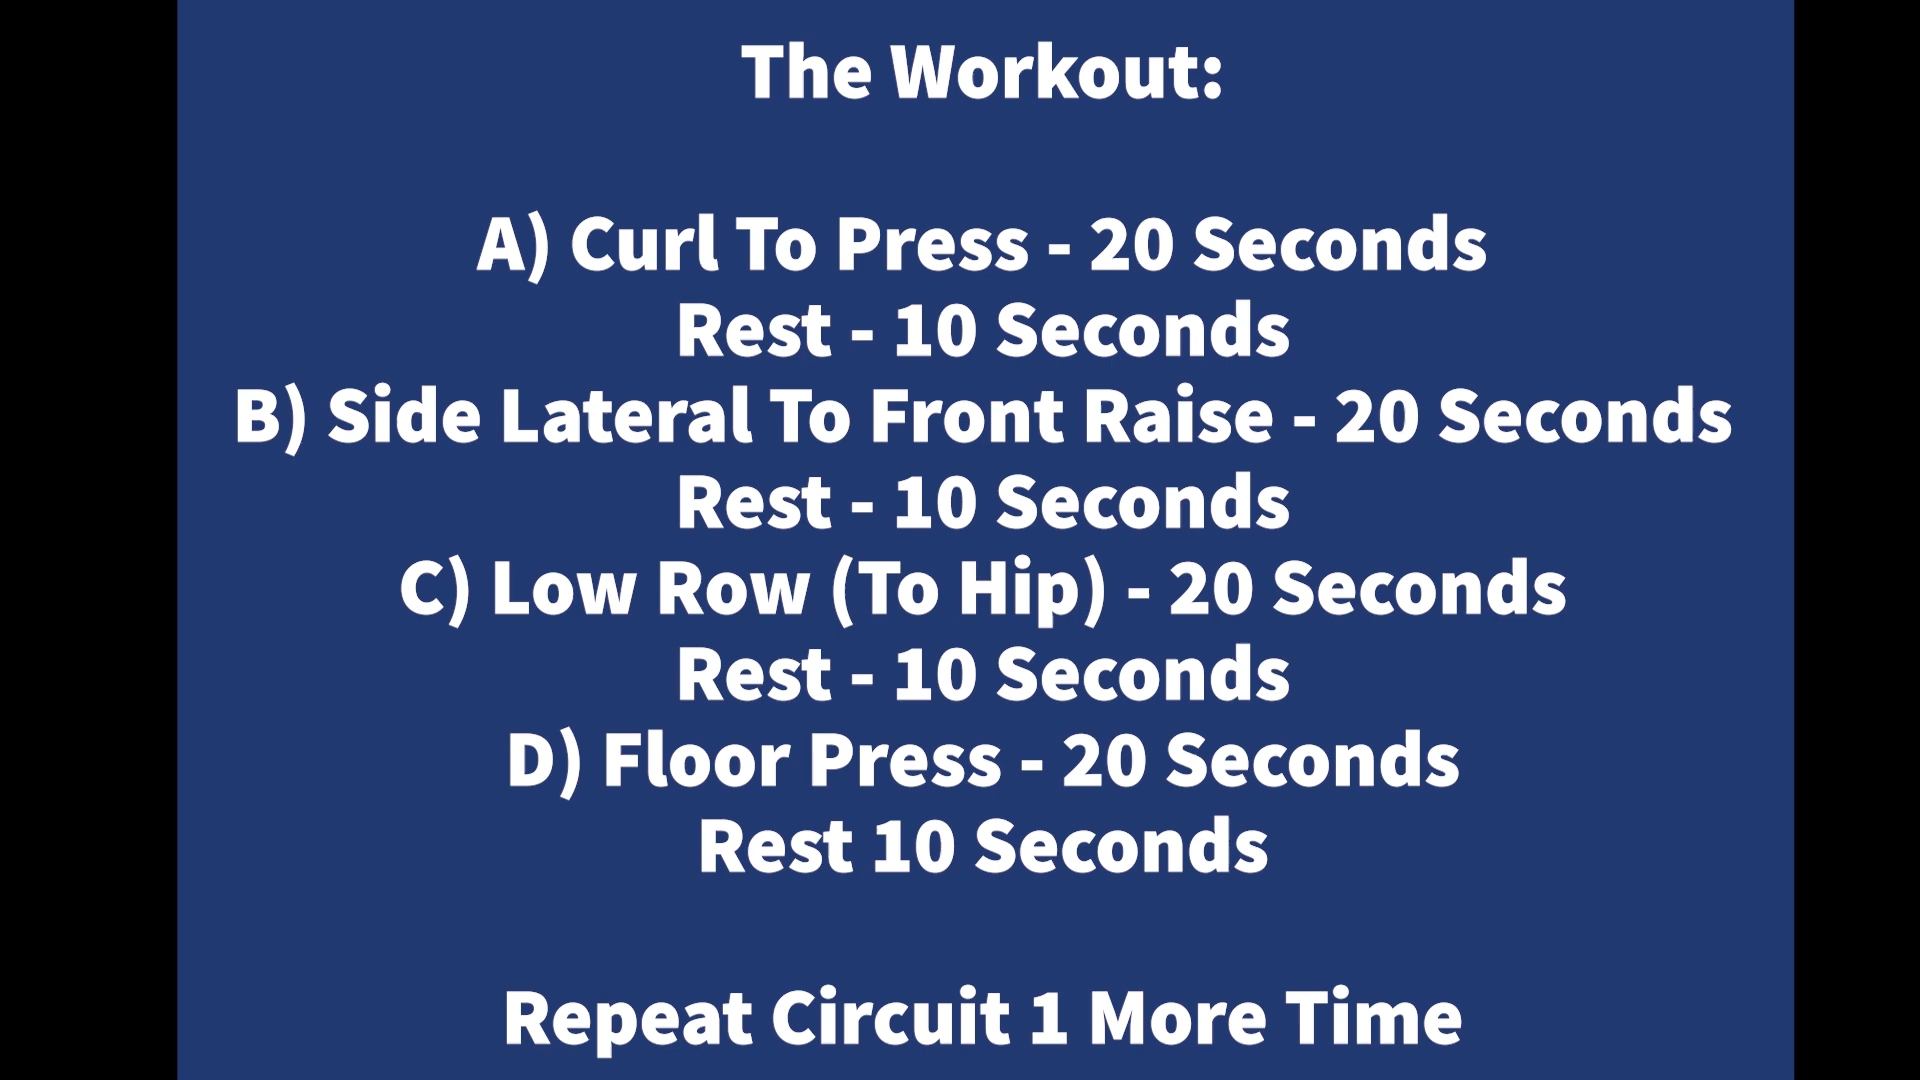 The Workout:
A) Curl To Press - 20 Seconds
Rest - 10 Seconds
B) Side Lateral To Front Raise - 20 Seconds
Rest - 10 Seconds
C) Low Row (To Hip) - 20 Seconds
Rest - 10 Seconds
D) Floor Press - 20 Seconds
Rest 10 Seconds
Repeat Circuit 1 More Time